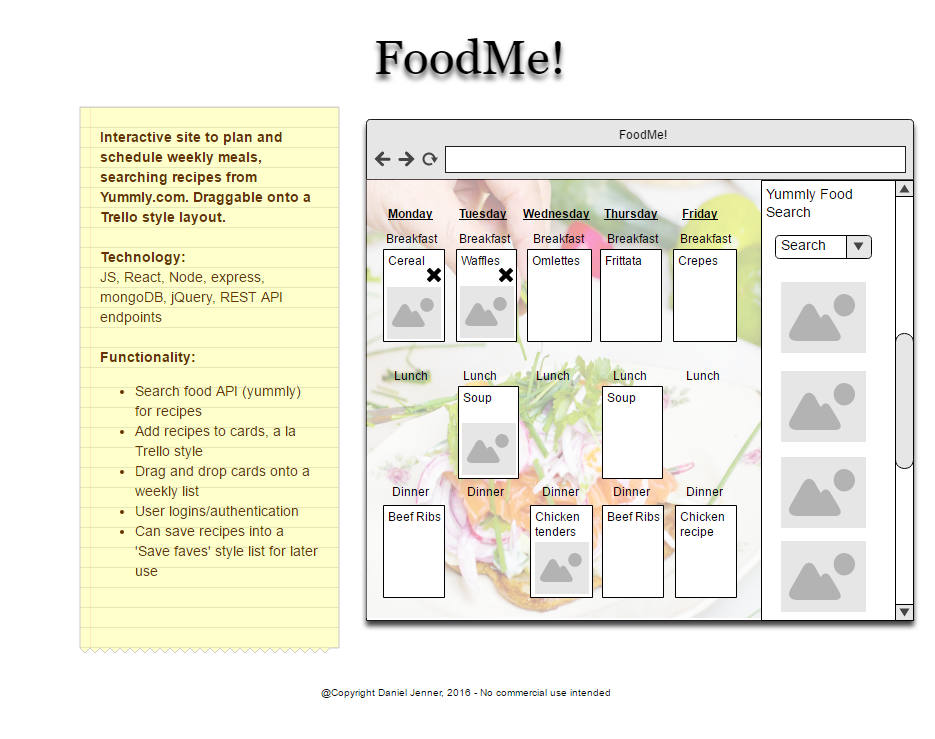 FoodMe!
Interactive site to plan and
schedule weekly meals,
searching recipes from
Yummly.com. Draggable onto a
Trello style layout.
Technology:
JS, React, Node, express,
mongoDB, jQuery, REST API
endpoints
Functionality:
• Search food API (yummly)
for recipes
• Add recipes to cards, a la
Trello style
• Drag and drop cards onto a
weekly list
• User logins/authentication
• Can save recipes into a
'Save faves' style list for later
use
FoodMe!
Monday Tuesday Wednesday Thursday Friday
Breakfast Breakfast Breakfast Breakfast Breakfast
Cereal Waffles Omlettes Frittata Crepes
Lunch Lunch Lunch Lunch Lunch
Soup Soup
Dinner Dinner Dinner Dinner Dinner
Beef Ribs Chicken Beef Ribs Chicken
tenders recipe
Yummly Food
Search
Search
@Copyright Daniel Jenner, 2016 - No commercial use intended